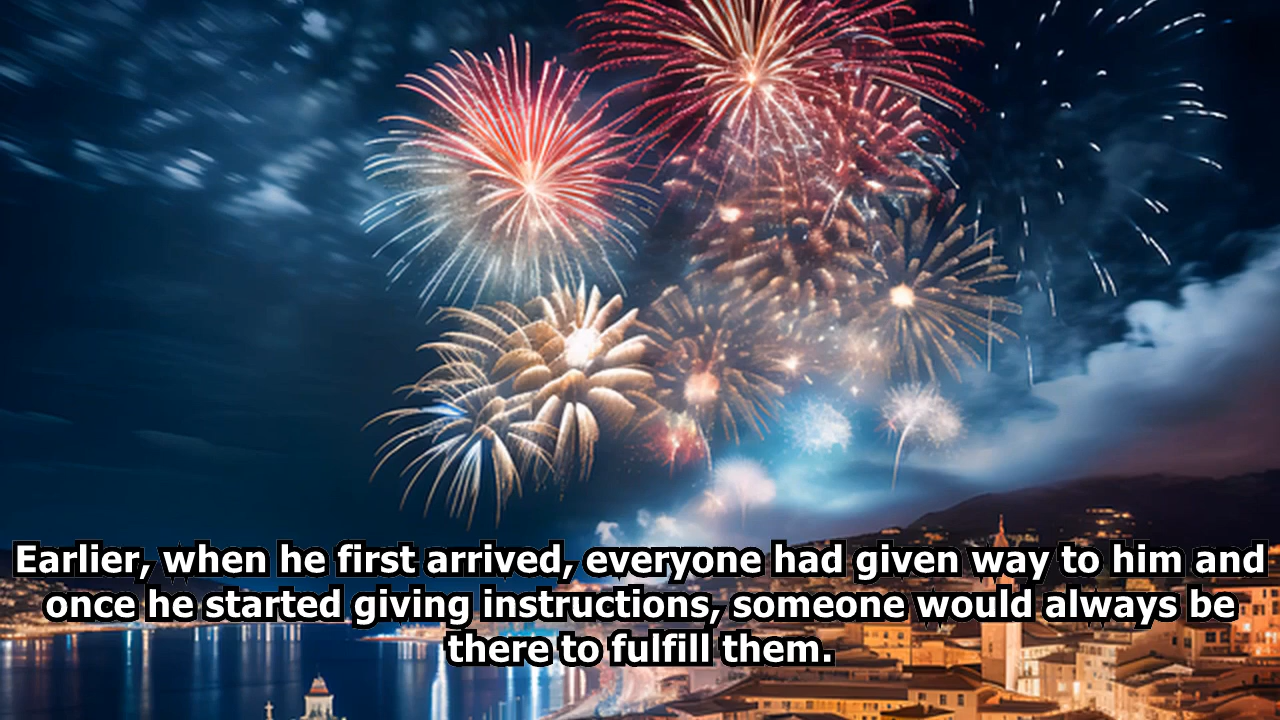 Earlier, when he first arrived, everyone had given way to him and
once he started giving instructions, someone would always be
there to fulfill them.